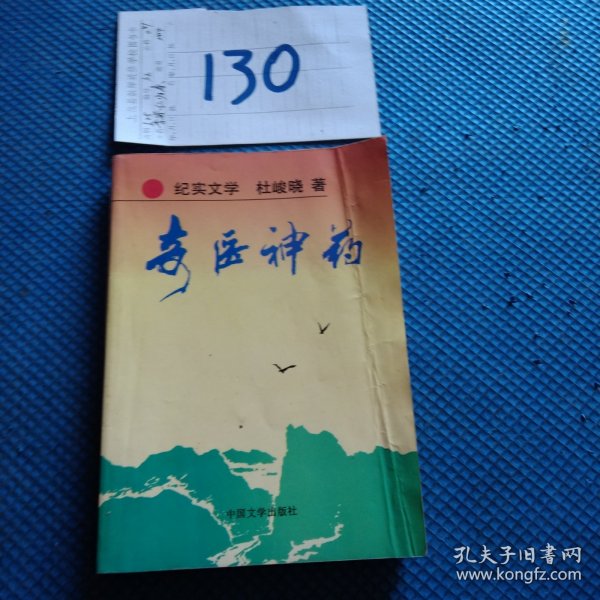 130
纪实文学 杜峻晓 著
奇医神药
中国文学出版社
孔夫子旧书网
www.kongfz.com